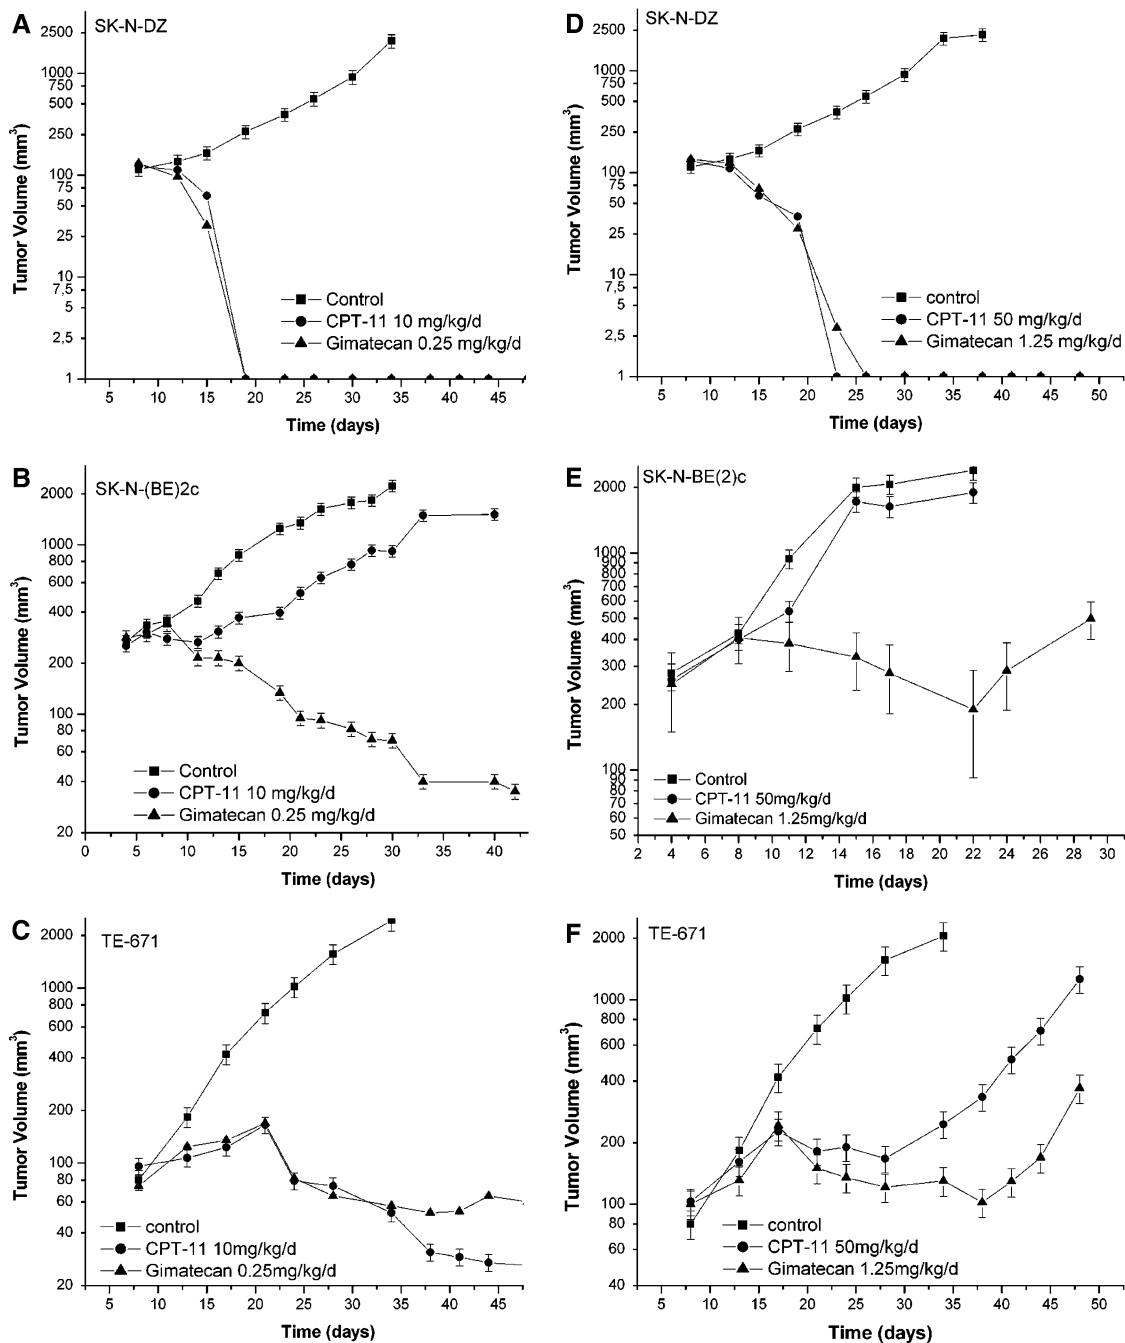 A
SK-N-DZ
Tumor Volume (mm³)
2500
1000
750
500
250
100
75
50
25
10
7,5
5
2,5
1
Control
CPT-11 10 mg/kg/d
Gimatecan 0.25 mg/kg/d
5 10 15 20 25 30 35 40 45
Time (days)
D
SK-N-DZ
Tumor Volume (mm³)
2500
1000
750
500
250
100
75
50
25
10
7,5
5
2,5
1
control
CPT-11 50 mg/kg/d
Gimatecan 1.25 mg/kg/d
5 10 15 20 25 30 35 40 45 50
Time (days)
B
SK-N-(BE)2c
Tumor Volume (mm³)
2000
1000
800
600
400
200
100
80
60
40
20
Control
CPT-11 10 mg/kg/d
Gimatecan 0.25 mg/kg/d
0 5 10 15 20 25 30 35 40
Time (days)
E
SK-N-BE(2)c
Tumor Volume (mm³)
2000
1000
900
800
700
600
500
400
300
200
100
90
80
70
60
50
Control
CPT-11 50mg/kg/d
Gimatecan 1.25mg/kg/d
2 4 6 8 10 12 14 16 18 20 22 24 26 28 30
Time (days)
C
TE-671
Tumor Volume (mm³)
2000
1000
800
600
400
200
100
80
60
40
20
control
CPT-11 10mg/kg/d
Gimatecan 0.25mg/kg/d
5 10 15 20 25 30 35 40 45
Time (days)
F
TE-671
Tumor Volume (mm³)
2000
1000
800
600
400
200
100
80
60
40
control
CPT-11 50mg/kg/d
Gimatecan 1.25mg/kg/d
5 10 15 20 25 30 35 40 45 50
Time (days)